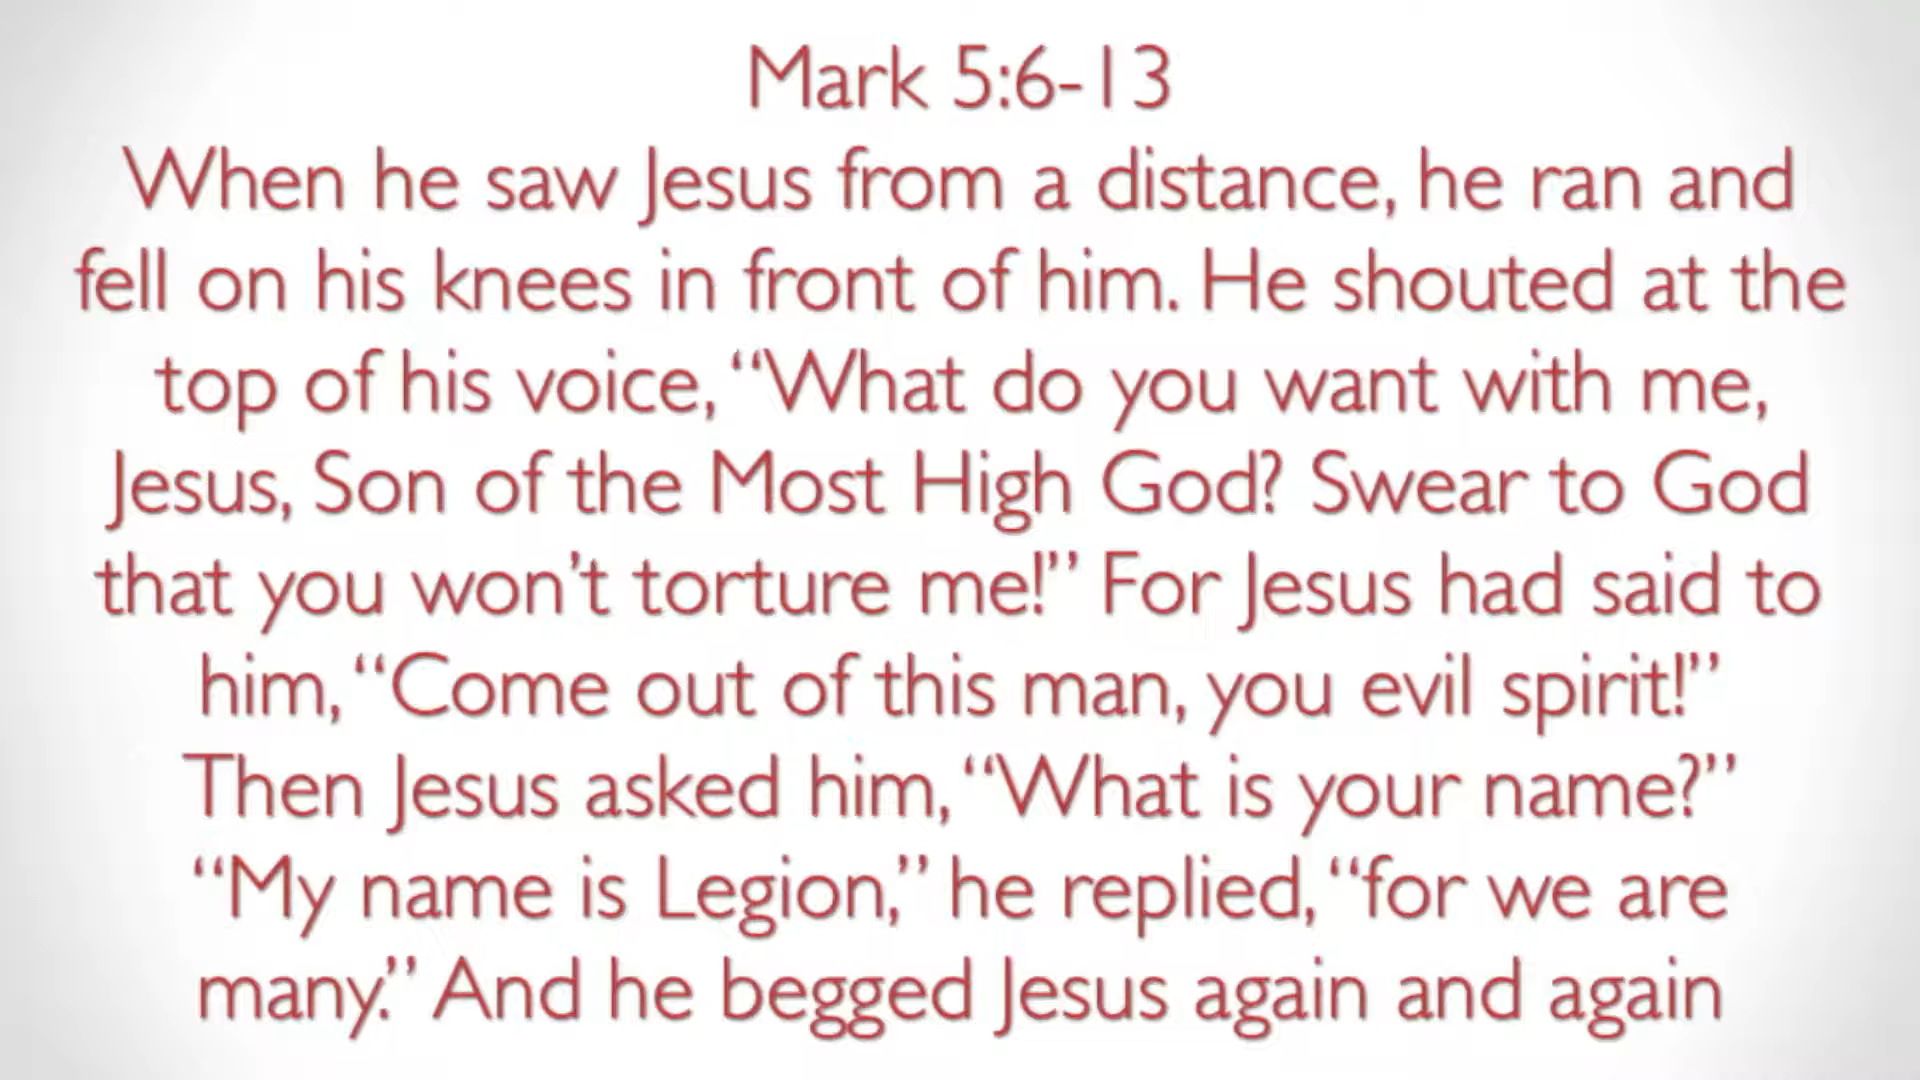 Mark 5:6-13
When he saw Jesus from a distance, he ran and
fell on his knees in front of him. He shouted at the
top of his voice, “What do you want with me,
Jesus, Son of the Most High God? Swear to God
that you won’t torture me!” For Jesus had said to
him, “Come out of this man, you evil spirit!”
Then Jesus asked him, “What is your name?”
“My name is Legion,” he replied, “for we are
many.” And he begged Jesus again and again